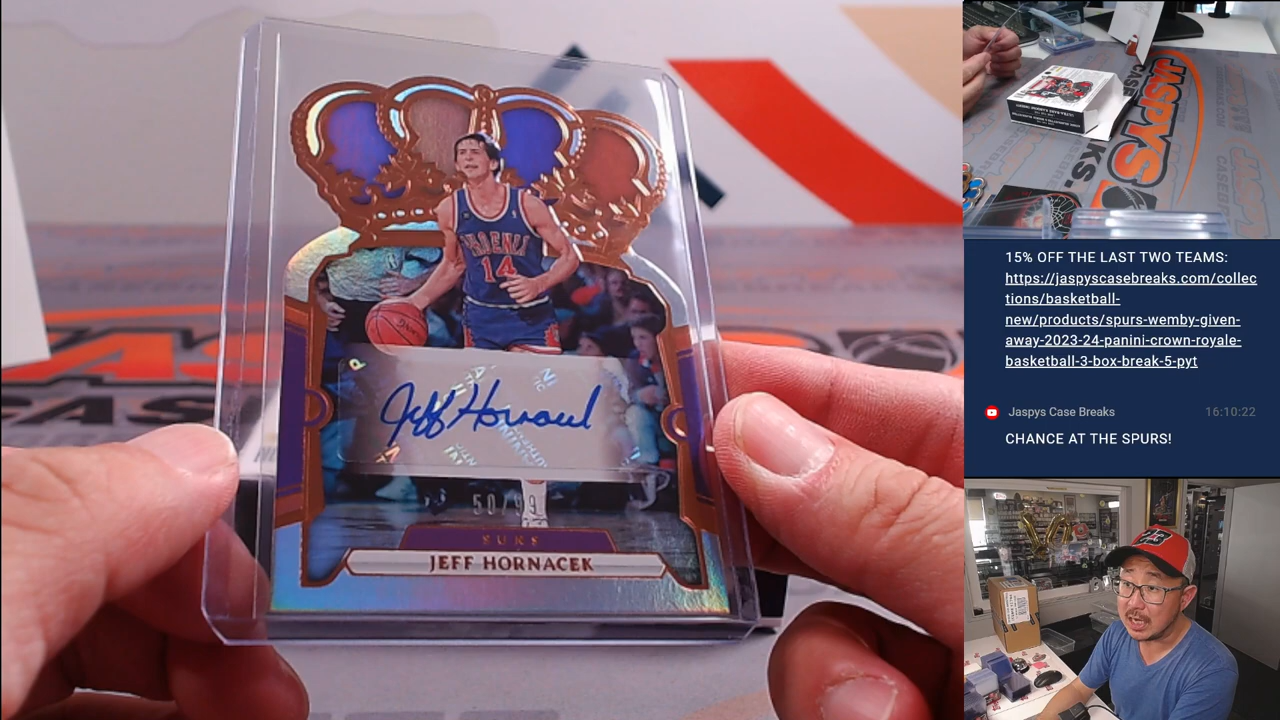 PHOENIX
14
Jeff Hornacek
50/99
SUNS
JEFF HORNACEK
JASPYS
CASE
15% OFF THE LAST TWO TEAMS:
https://jaspyscasebreaks.com/collec
tions/basketball-
new/products/spurs-wemby-given-
away-2023-24-panini-crown-royale-
basketball-3-box-break-5-pyt
Jaspys Case Breaks 16:10:22
CHANCE AT THE SPURS!
23